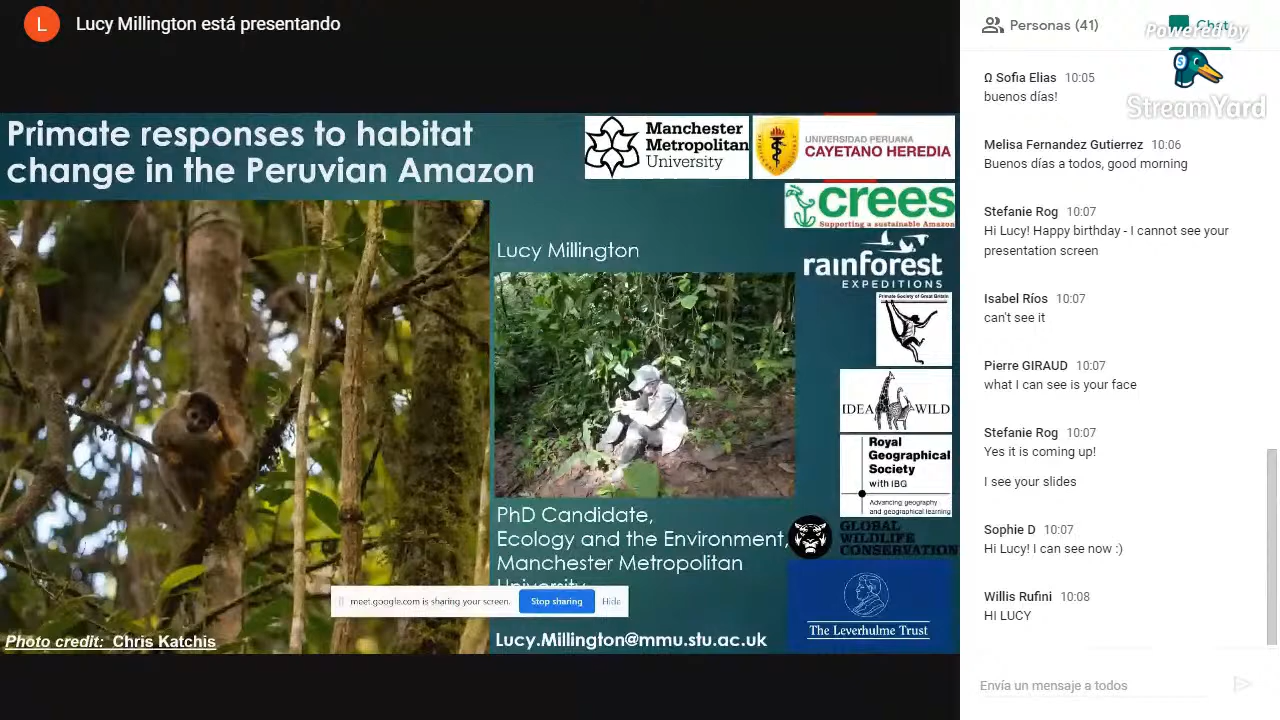 L
Lucy Millington está presentando
Primate responses to habitat
change in the Peruvian Amazon
Manchester
Metropolitan
University
UNIVERSIDAD PERUANA
CAYETANO HEREDIA
crees
Supporting a sustainable Amazon
rainforest
EXPEDITIONS
Primate Society of Great Britain
IDEA WILD
Royal
Geographical
Society
with IBG
Advancing geography
and geographical learning
GLOBAL
WILDLIFE
CONSERVATION
The Leverhulme Trust
Lucy Millington
PhD Candidate,
Ecology and the Environment,
Manchester Metropolitan
University
meet.google.com is sharing your screen.
Stop sharing
Hide
Lucy.Millington@mmu.stu.ac.uk
Photo credit: Chris Katchis
Personas (41)
Chat
Powered by
StreamYard
Ω Sofia Elias 10:05
buenos días!
Melisa Fernandez Gutierrez 10:06
Buenos días a todos, good morning
Stefanie Rog 10:07
Hi Lucy! Happy birthday - I cannot see your
presentation screen
Isabel Ríos 10:07
can't see it
Pierre GIRAUD 10:07
what I can see is your face
Stefanie Rog 10:07
Yes it is coming up!
I see your slides
Sophie D 10:07
Hi Lucy! I can see now :)
Willis Rufini 10:08
HI LUCY
Envía un mensaje a todos